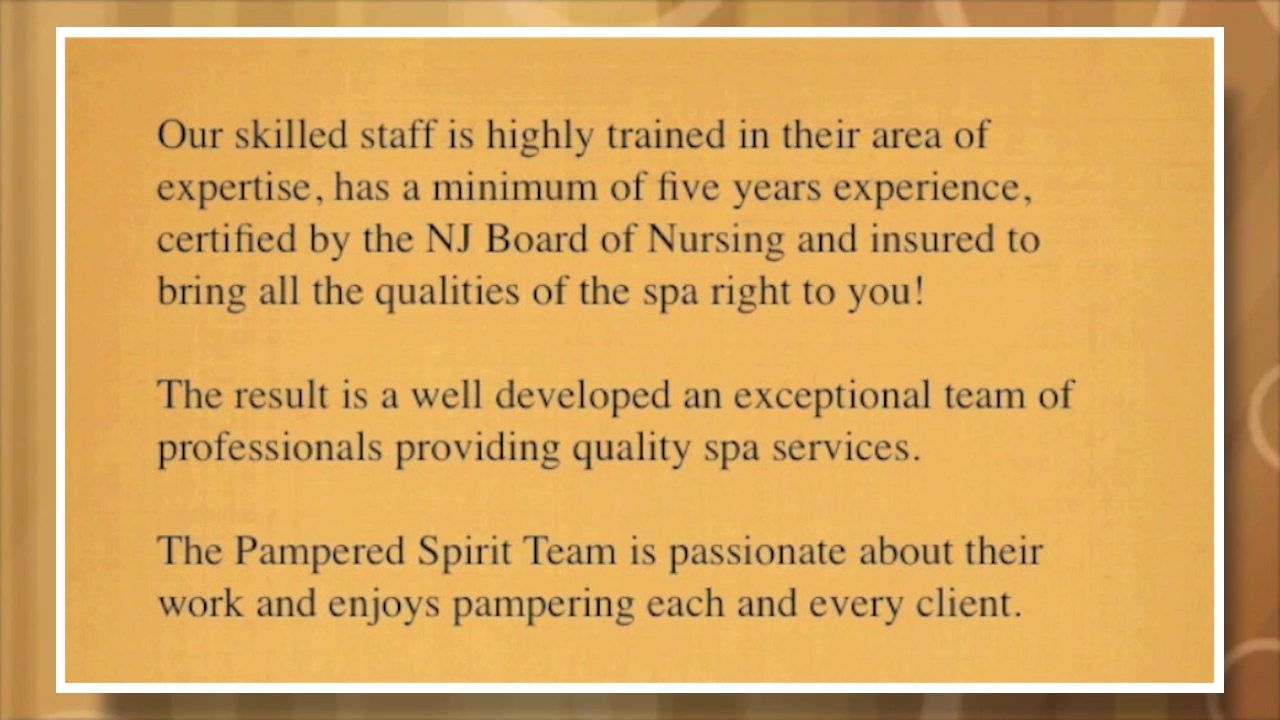 Our skilled staff is highly trained in their area of
expertise, has a minimum of five years experience,
certified by the NJ Board of Nursing and insured to
bring all the qualities of the spa right to you!
The result is a well developed an exceptional team of
professionals providing quality spa services.
The Pampered Spirit Team is passionate about their
work and enjoys pampering each and every client.